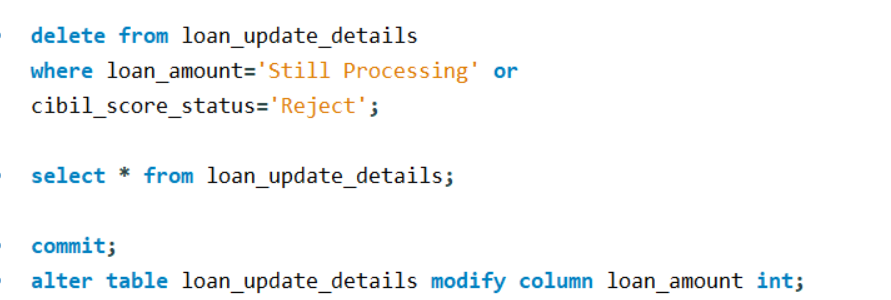 delete from loan_update_details
where loan_amount='Still Processing' or
cibil_score_status='Reject';
select * from loan_update_details;
commit;
alter table loan_update_details modify column loan_amount int;